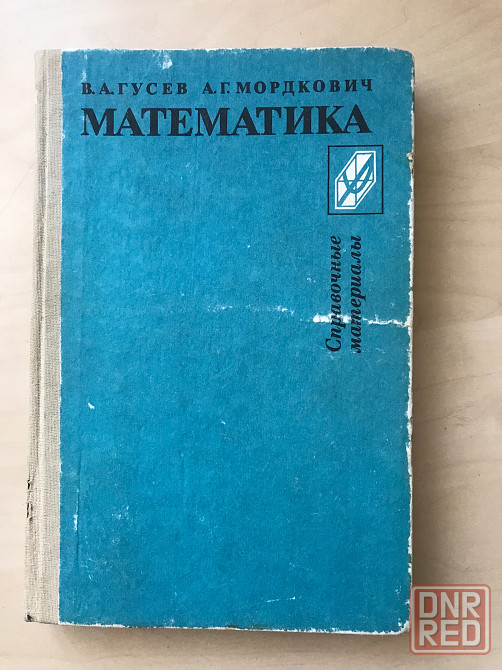 В.А.ГУСЕВ А.Г.МОРДКОВИЧ
МАТЕМАТИКА
Справочные
материалы
DNR
RED